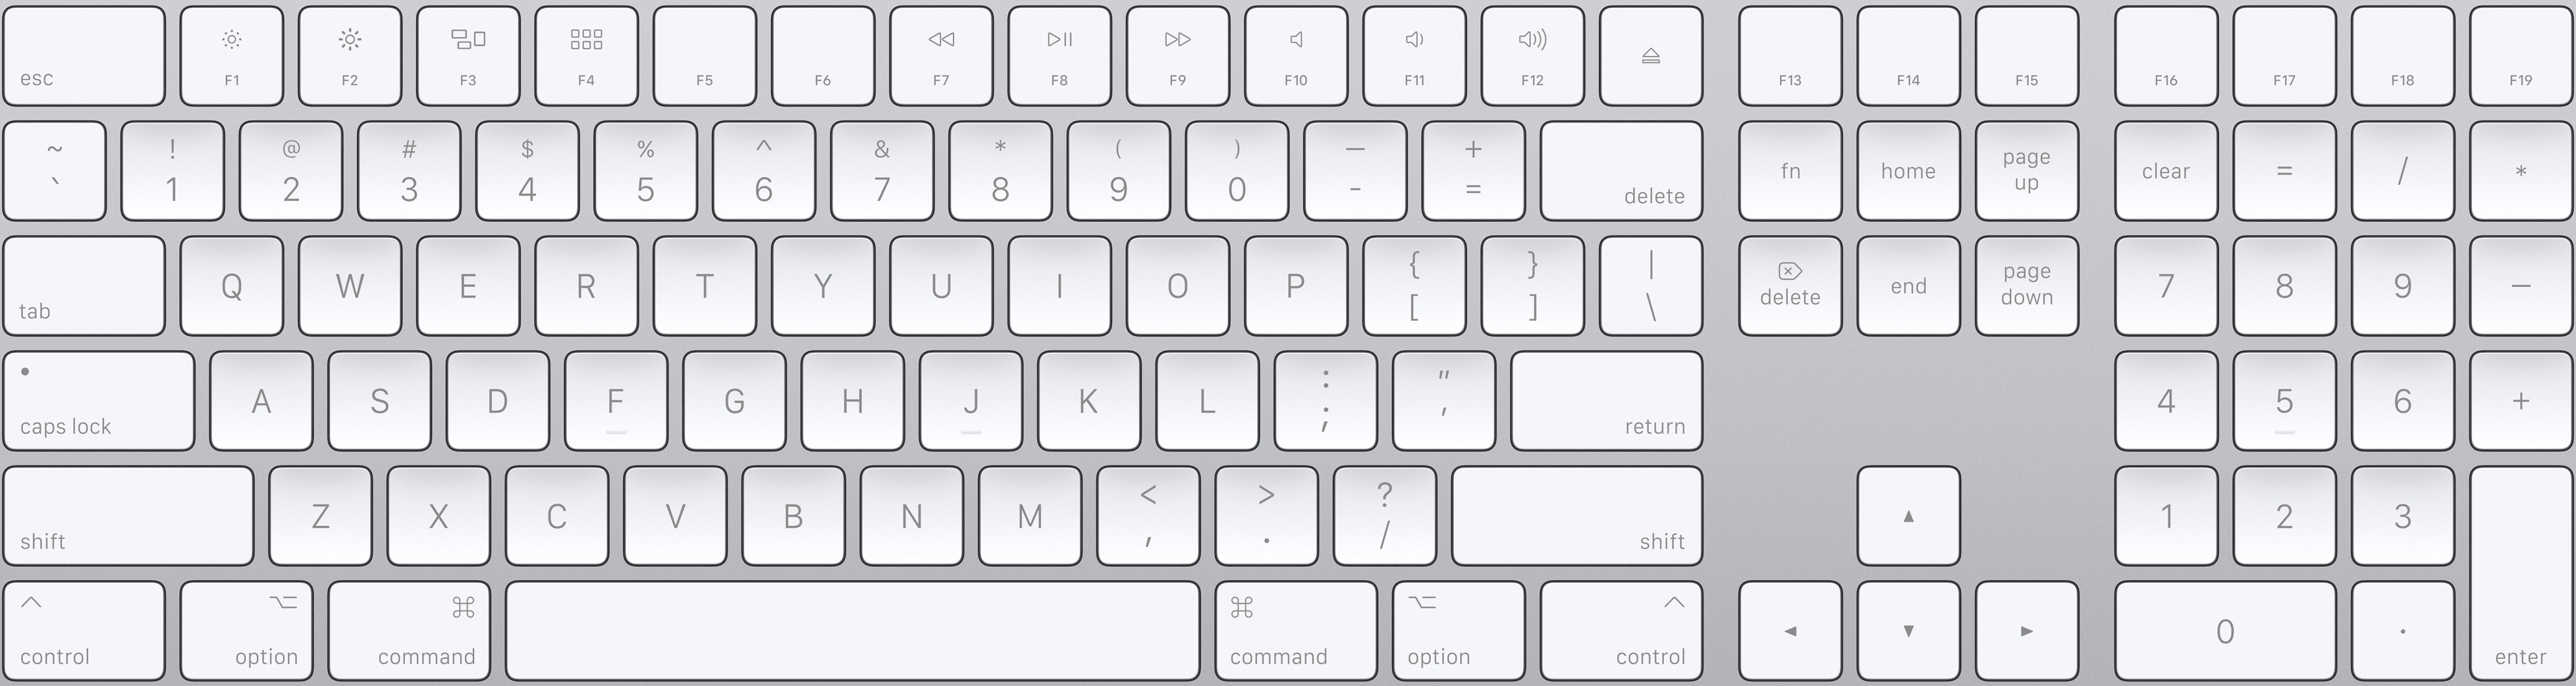 esc F1 F2 F3 F4 F5 F6 F7 F8 F9 F10 F11 F12 F13 F14 F15 F16 F17 F18 F19
~ ! @ # $ % ^ & * ( ) — +
` 1 2 3 4 5 6 7 8 9 0 - = delete fn home page up clear = / *
tab Q W E R T Y U I O P { } |
[ ] \ delete end page down 7 8 9 −
caps lock A S D F G H J K L : "
; ' return 4 5 6 +
shift Z X C V B N M < > ?
, . / shift 1 2 3
control option command command option control 0 . enter